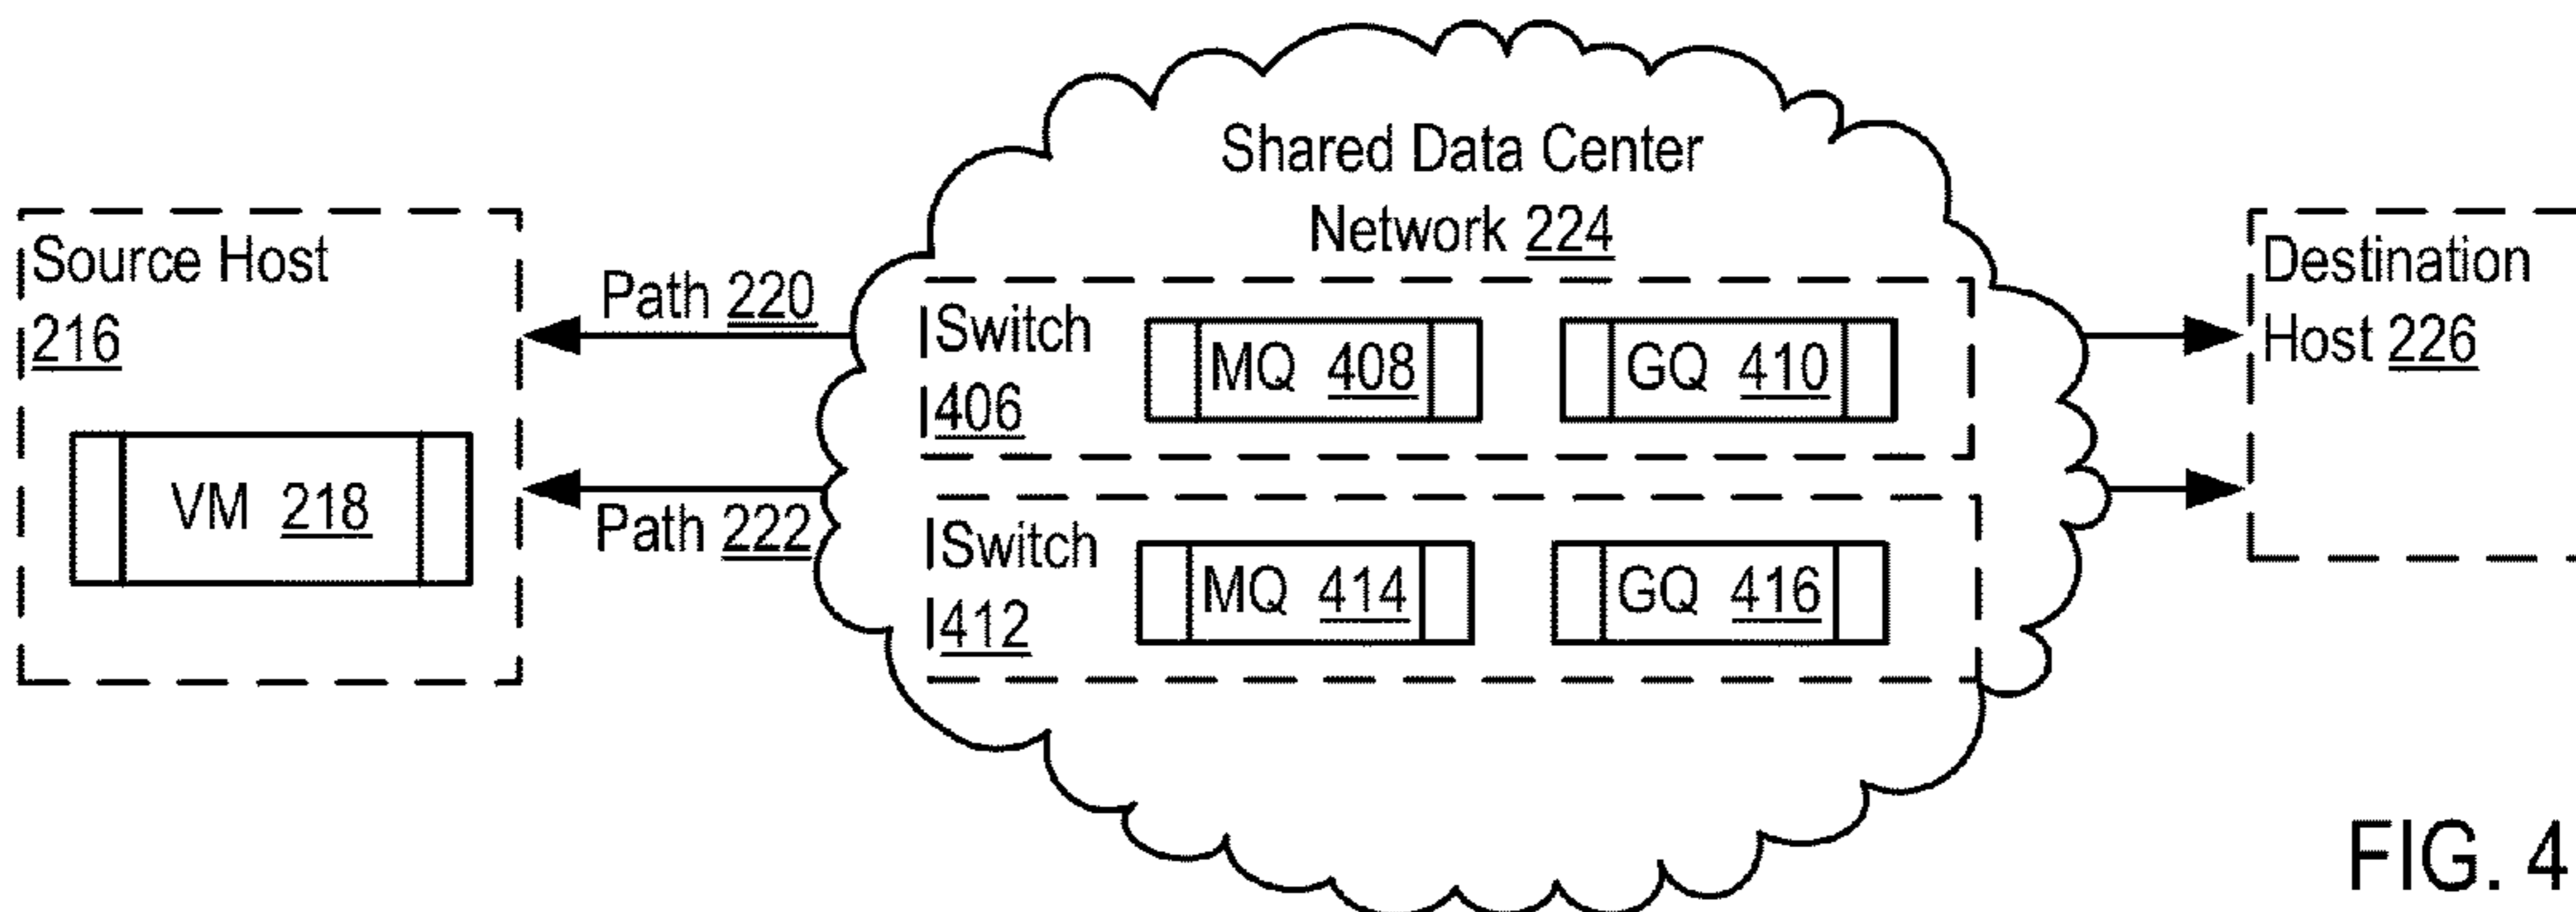 Shared Data Center
Network 224
Source Host
216
VM 218
Path 220
Path 222
Switch
406
MQ 408
GQ 410
Switch
412
MQ 414
GQ 416
Destination
Host 226
FIG. 4